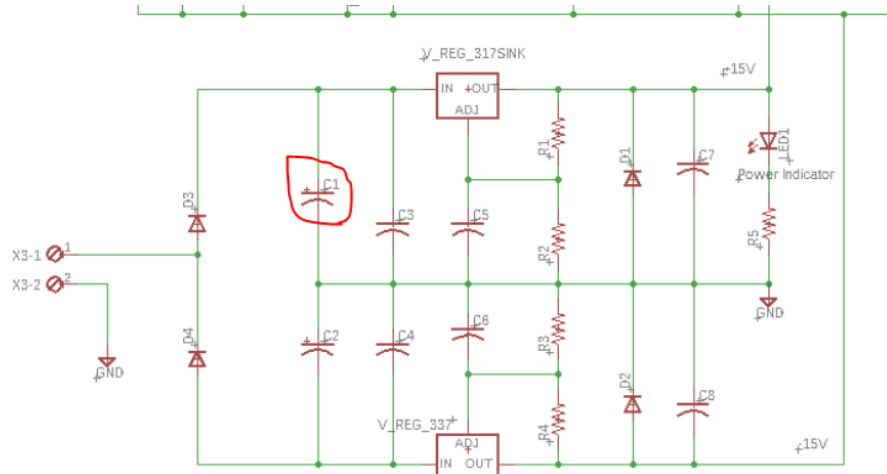 V_REG_317SINK
+15V
IN
+OUT
ADJ
R1
D1
C7
LED1
Power Indicator
+
C1
D3
C3
C5
R2
R5
X3-1
1
X3-2
2
GND
GND
D4
+
C2
C4
C6
R3
D2
C8
V_REG_337
R4
-15V
ADJ
IN
OUT